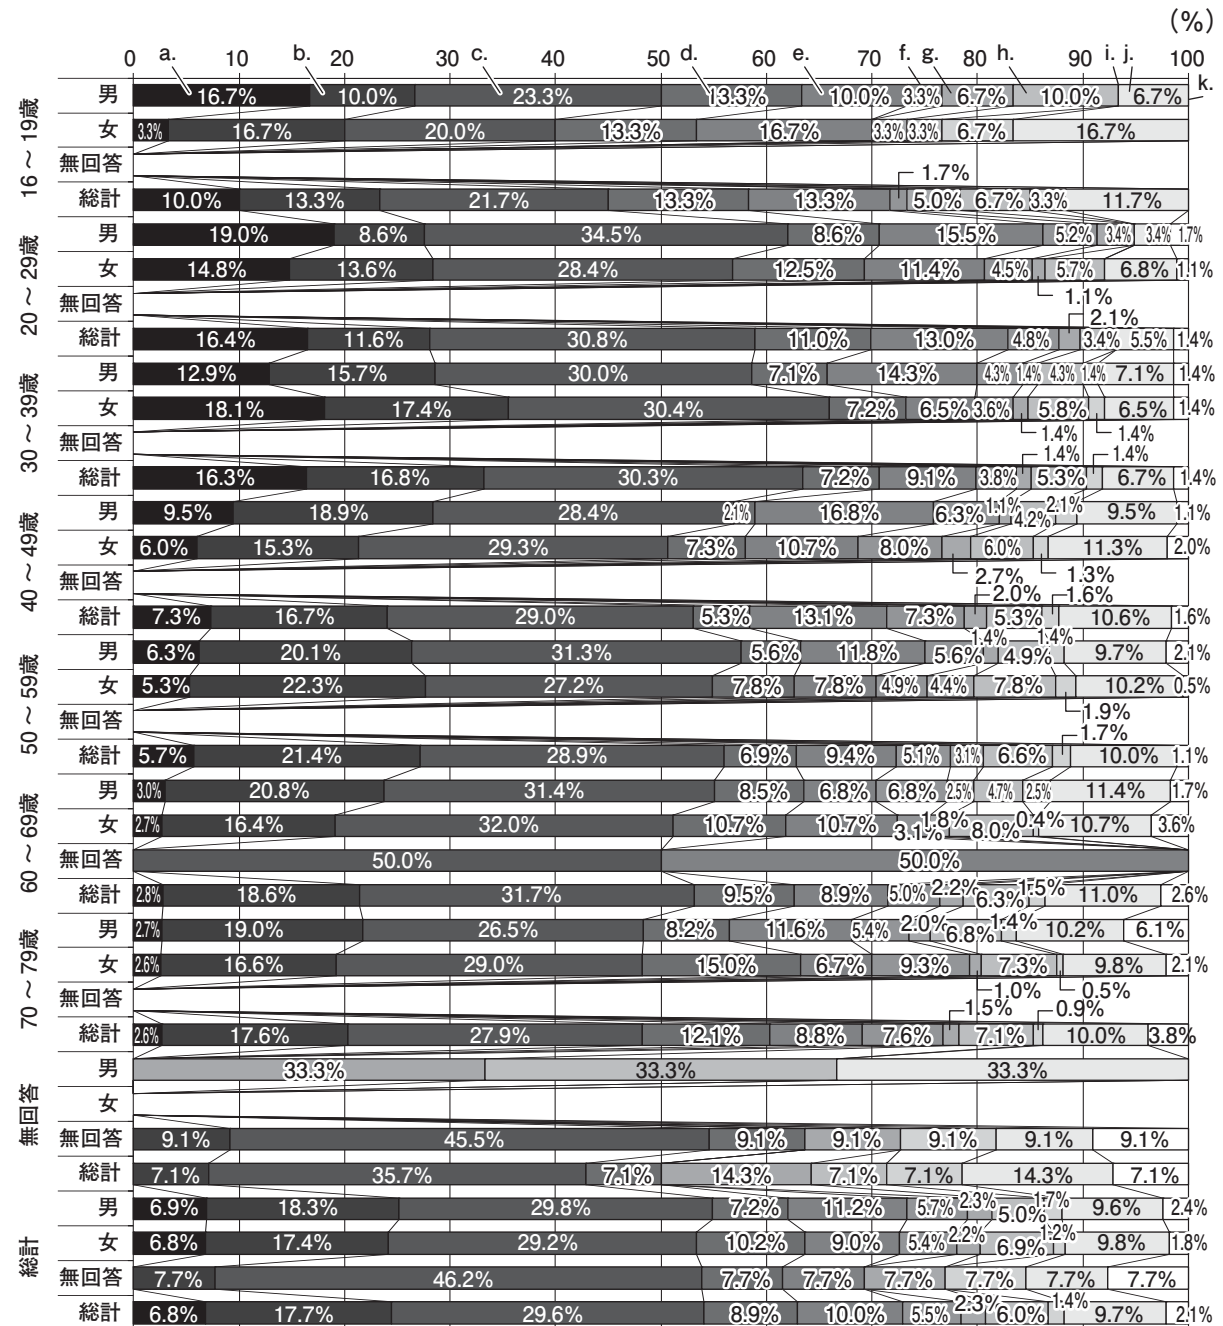 (%)
0 a. 10 b. 20 30 c. 40 50 d. 60 e. 70 f. g. 80 h. 90 i. j. 100
k.
16～19歳
男 16.7% 10.0% 23.3% 13.3% 10.0% 3.3% 6.7% 10.0% 6.7%
女 3.3% 16.7% 20.0% 13.3% 16.7% 3.3% 3.3% 6.7% 16.7%
無回答
1.7%
総計 10.0% 13.3% 21.7% 13.3% 13.3% 5.0% 6.7% 3.3% 11.7%
20～29歳
男 19.0% 8.6% 34.5% 8.6% 15.5% 5.2% 3.4% 3.4% 1.7%
女 14.8% 13.6% 28.4% 12.5% 11.4% 4.5% 5.7% 6.8% 1.1%
無回答 1.1%
2.1%
総計 16.4% 11.6% 30.8% 11.0% 13.0% 4.8% 3.4% 5.5% 1.4%
30～39歳
男 12.9% 15.7% 30.0% 7.1% 14.3% 4.3% 1.4% 4.3% 1.4% 7.1% 1.4%
女 18.1% 17.4% 30.4% 7.2% 6.5% 3.6% 5.8% 6.5% 1.4%
無回答 1.4% 1.4%
1.4% 1.4%
総計 16.3% 16.8% 30.3% 7.2% 9.1% 3.8% 5.3% 6.7% 1.4%
40～49歳
男 9.5% 18.9% 28.4% 2.1% 16.8% 6.3% 1.1% 4.2% 2.1% 9.5% 1.1%
女 6.0% 15.3% 29.3% 7.3% 10.7% 8.0% 6.0% 11.3% 2.0%
無回答 2.7% 1.3%
2.0% 1.6%
総計 7.3% 16.7% 29.0% 5.3% 13.1% 7.3% 5.3% 10.6% 1.6%
50～59歳
男 6.3% 20.1% 31.3% 5.6% 11.8% 5.6% 1.4% 4.9% 1.4% 9.7% 2.1%
女 5.3% 22.3% 27.2% 7.8% 7.8% 4.9% 4.4% 7.8% 10.2% 0.5%
無回答 1.9%
1.7%
総計 5.7% 21.4% 28.9% 6.9% 9.4% 5.1% 3.1% 6.6% 10.0% 1.1%
60～69歳
男 3.0% 20.8% 31.4% 8.5% 6.8% 6.8% 2.5% 4.7% 2.5% 11.4% 1.7%
女 2.7% 16.4% 32.0% 10.7% 10.7% 3.1% 1.8% 8.0% 0.4% 10.7% 3.6%
無回答 50.0% 50.0%
総計 2.8% 18.6% 31.7% 9.5% 8.9% 5.0% 2.2% 6.3% 1.5% 11.0% 2.6%
70～79歳
男 2.7% 19.0% 26.5% 8.2% 11.6% 5.4% 2.0% 6.8% 1.4% 10.2% 6.1%
女 2.6% 16.6% 29.0% 15.0% 6.7% 9.3% 7.3% 9.8% 2.1%
無回答 1.0% 0.5%
1.5% 0.9%
総計 2.6% 17.6% 27.9% 12.1% 8.8% 7.6% 7.1% 10.0% 3.8%
無回答
男 33.3% 33.3% 33.3%
女
無回答 9.1% 45.5% 9.1% 9.1% 9.1% 9.1% 9.1%
総計 7.1% 35.7% 7.1% 14.3% 7.1% 7.1% 14.3% 7.1%
総計
男 6.9% 18.3% 29.8% 7.2% 11.2% 5.7% 2.3% 5.0% 1.7% 9.6% 2.4%
女 6.8% 17.4% 29.2% 10.2% 9.0% 5.4% 2.2% 6.9% 1.2% 9.8% 1.8%
無回答 7.7% 46.2% 7.7% 7.7% 7.7% 7.7% 7.7% 7.7%
総計 6.8% 17.7% 29.6% 8.9% 10.0% 5.5% 2.3% 6.0% 1.4% 9.7% 2.1%